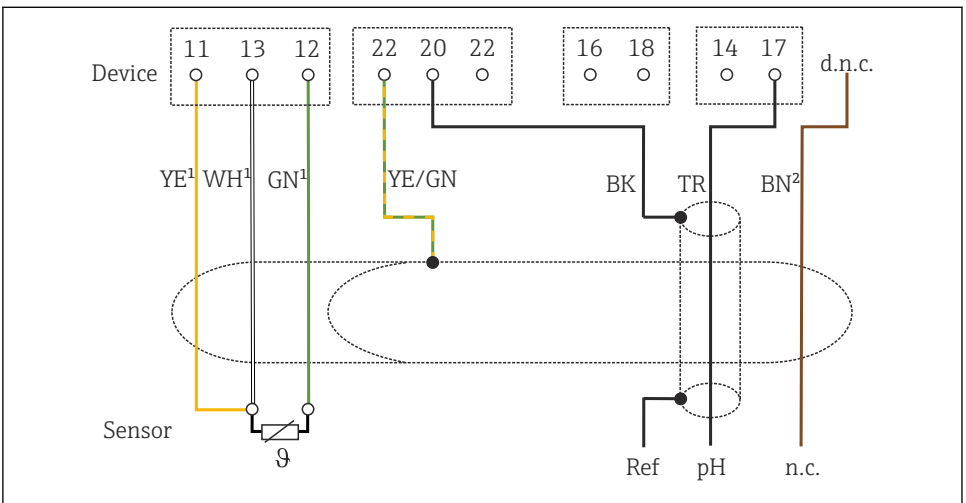 11 13 12 22 20 22 16 18 14 17
Device d.n.c.
YE¹ WH¹ GN¹ YE/GN BK TR BN²
Sensor
ϑ
Ref pH n.c.